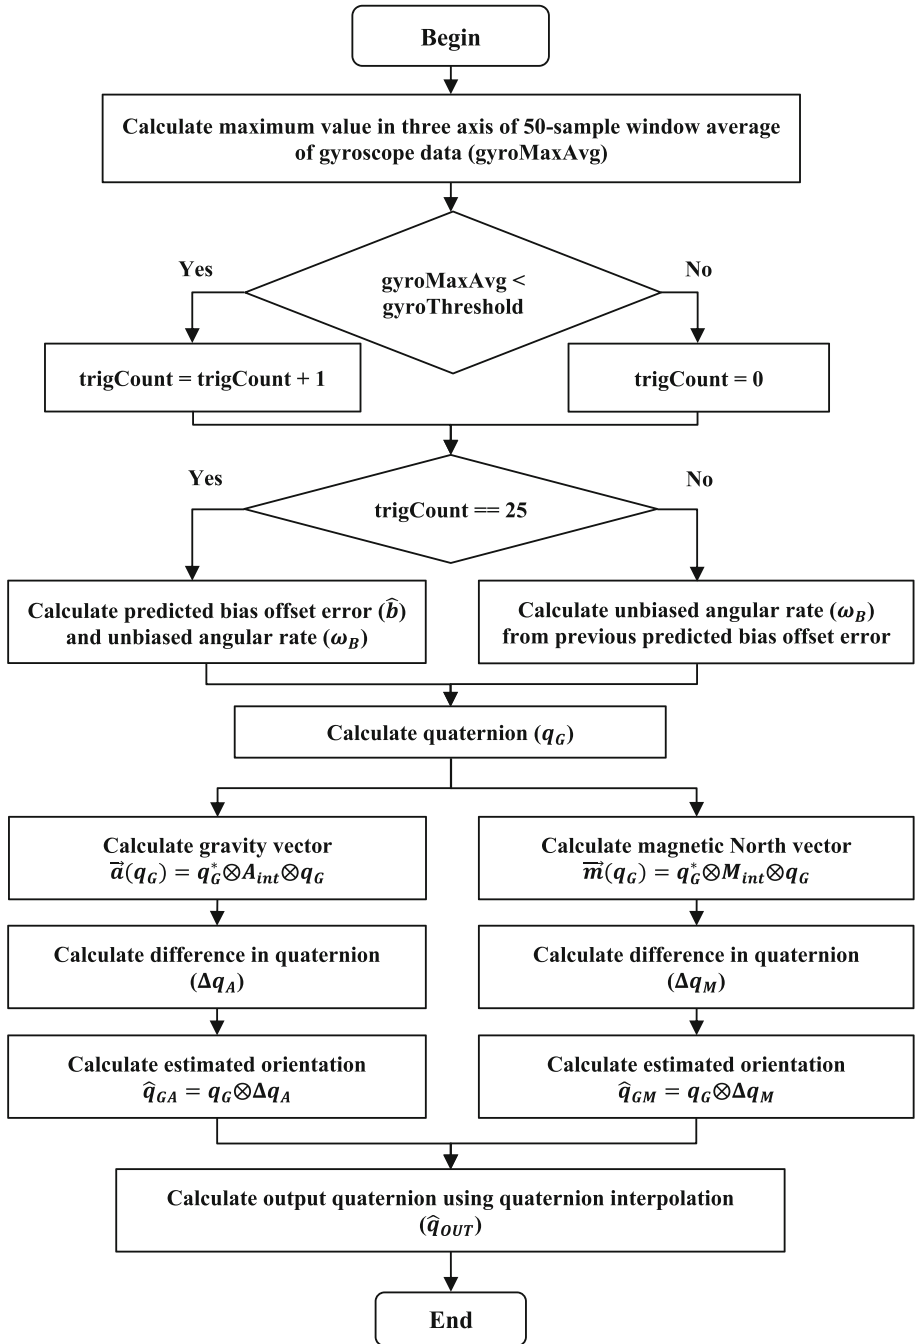 Begin
Calculate maximum value in three axis of 50-sample window average
of gyroscope data (gyroMaxAvg)
Yes
No
gyroMaxAvg <
gyroThreshold
trigCount = trigCount + 1
trigCount = 0
Yes
No
trigCount == 25
Calculate predicted bias offset error (b̂)
and unbiased angular rate (ω_B)
Calculate unbiased angular rate (ω_B)
from previous predicted bias offset error
Calculate quaternion (q_G)
Calculate gravity vector
a⃗(q_G) = q_G^*⊗A_int⊗q_G
Calculate magnetic North vector
m⃗(q_G) = q_G^*⊗M_int⊗q_G
Calculate difference in quaternion
(Δq_A)
Calculate difference in quaternion
(Δq_M)
Calculate estimated orientation
q̂_GA = q_G⊗Δq_A
Calculate estimated orientation
q̂_GM = q_G⊗Δq_M
Calculate output quaternion using quaternion interpolation
(q̂_OUT)
End